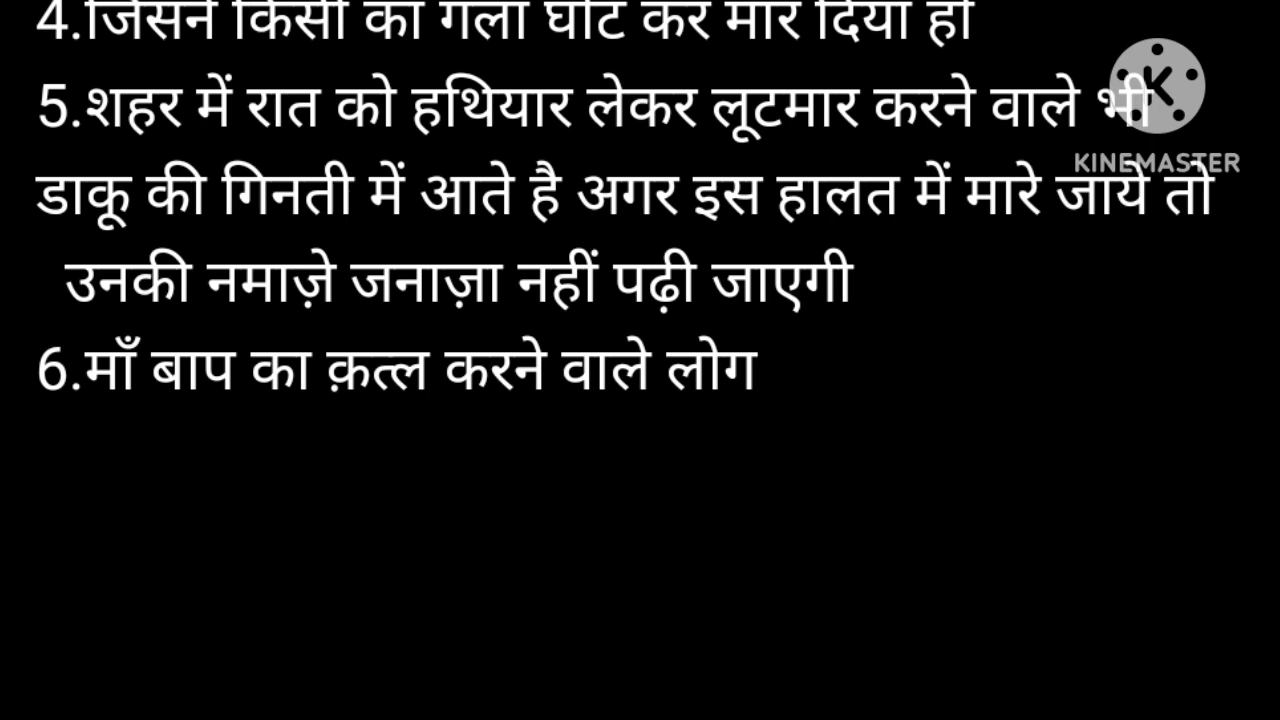 4.जिसने किसी का गला घोंट कर मार दिया हो
5.शहर में रात को हथियार लेकर लूटमार करने वाले भी
डाकू की गिनती में आते है अगर इस हालत में मारे जाये तो
उनकी नमाज़े जनाज़ा नहीं पढ़ी जाएगी
6.माँ बाप का क़त्ल करने वाले लोग
KINEMASTER